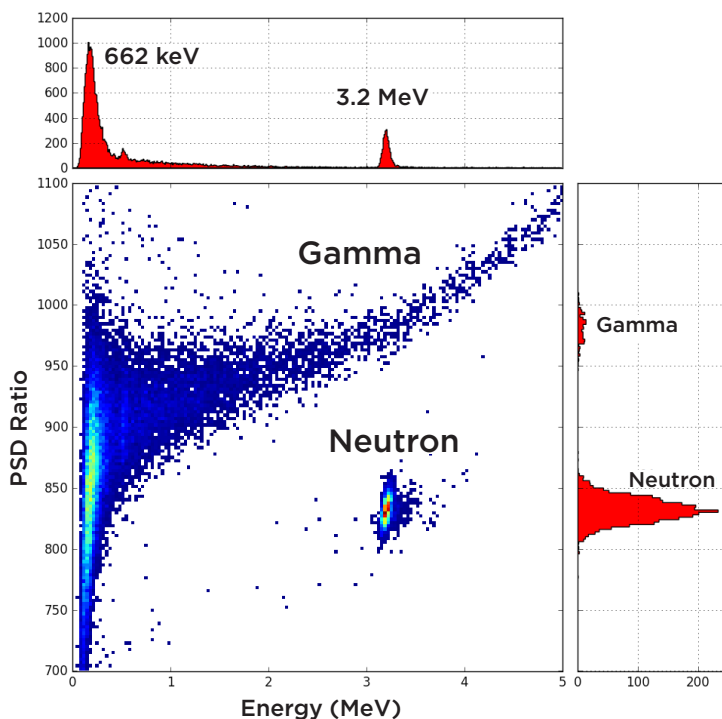 1200
1000
800
600
400
200
0
662 keV
3.2 MeV
1100
1050
1000
950
900
850
800
750
700
PSD Ratio
Gamma
Neutron
0 1 2 3 4 5
Energy (MeV)
Gamma
Neutron
0 100 200